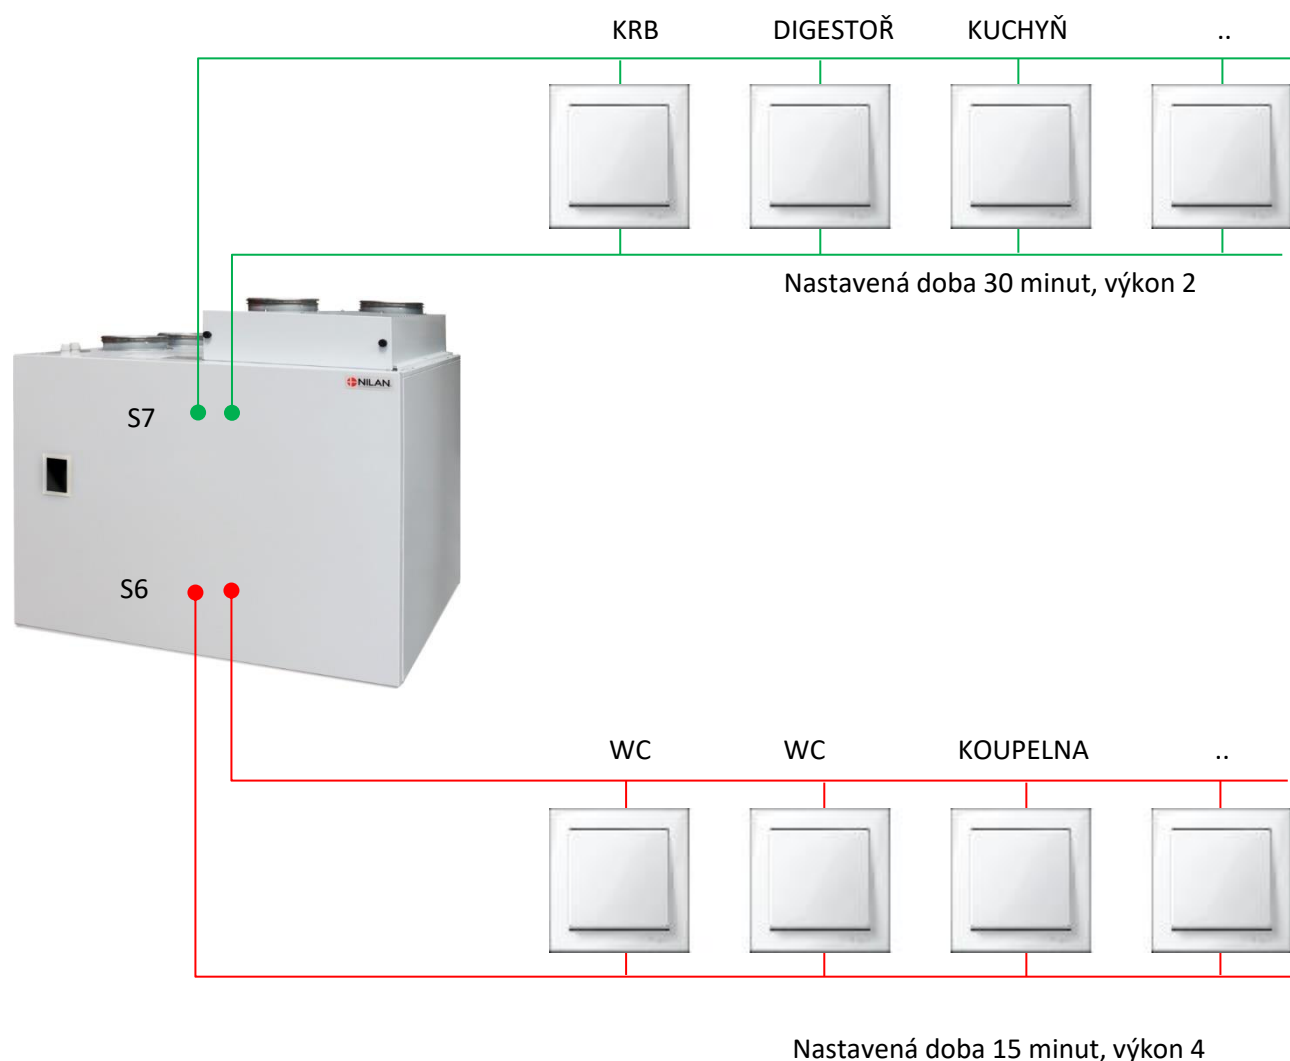 KRB DIGESTOŘ KUCHYŇ ..
Nastavená doba 30 minut, výkon 2
NILAN
S7
S6
WC WC KOUPELNA ..
Nastavená doba 15 minut, výkon 4